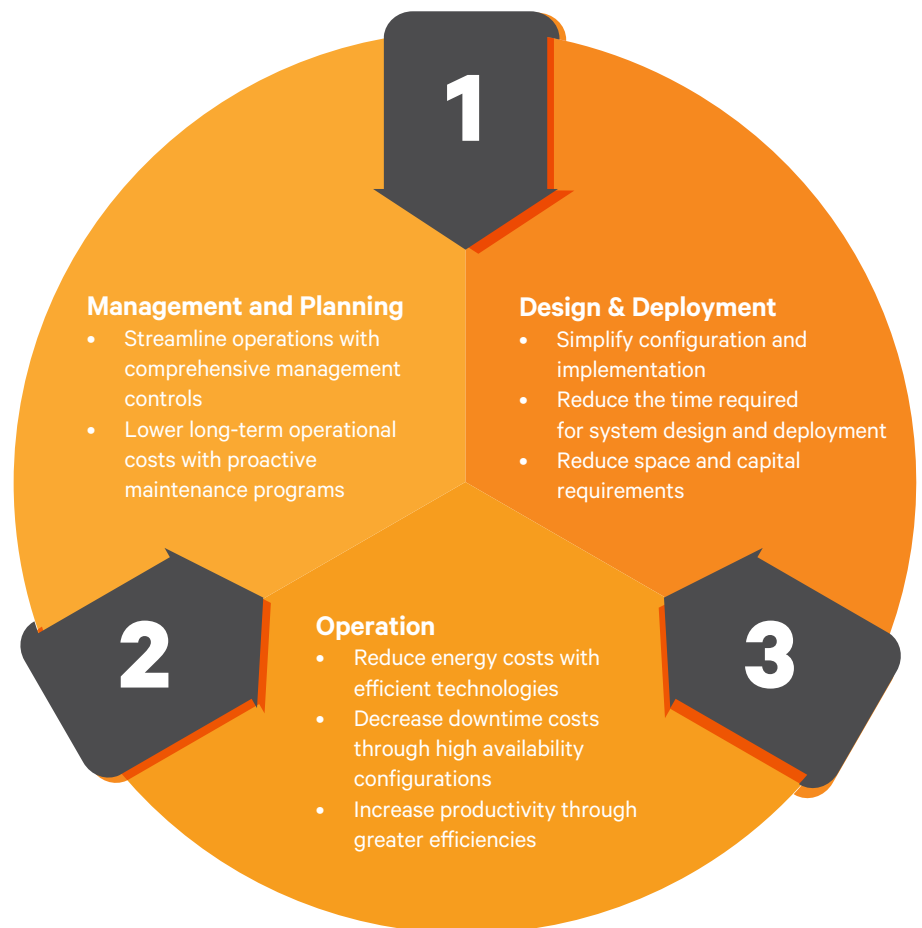 1
Management and Planning
• Streamline operations with
comprehensive management
controls
• Lower long-term operational
costs with proactive
maintenance programs
Design & Deployment
• Simplify configuration and
implementation
• Reduce the time required
for system design and deployment
• Reduce space and capital
requirements
2
Operation
• Reduce energy costs with
efficient technologies
• Decrease downtime costs
through high availability
configurations
• Increase productivity through
greater efficiencies
3